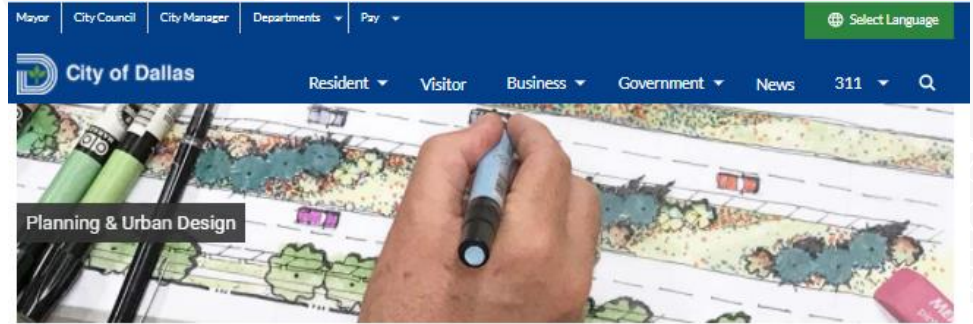 Mayor City Council City Manager Departments Pay Select Language
City of Dallas Resident Visitor Business Government News 311
Planning & Urban Design